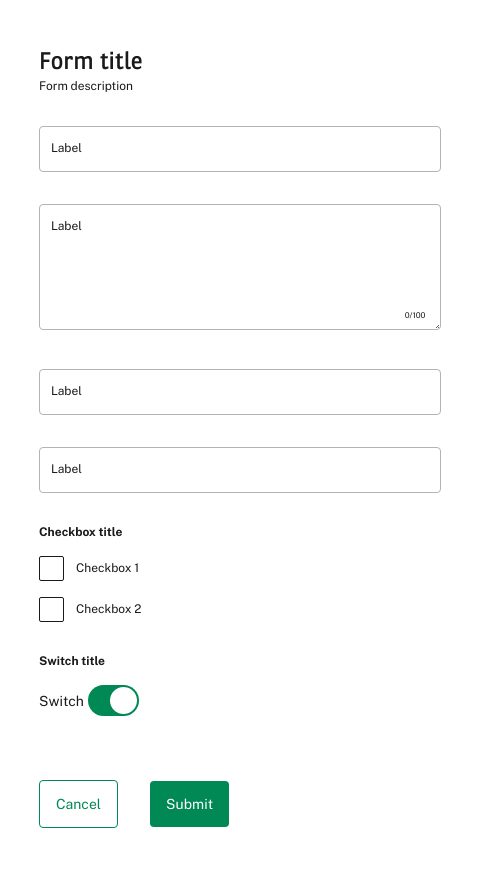 Form title
Form description
Label
Label
0/100
Label
Label
Checkbox title
Checkbox 1
Checkbox 2
Switch title
Switch
Cancel Submit